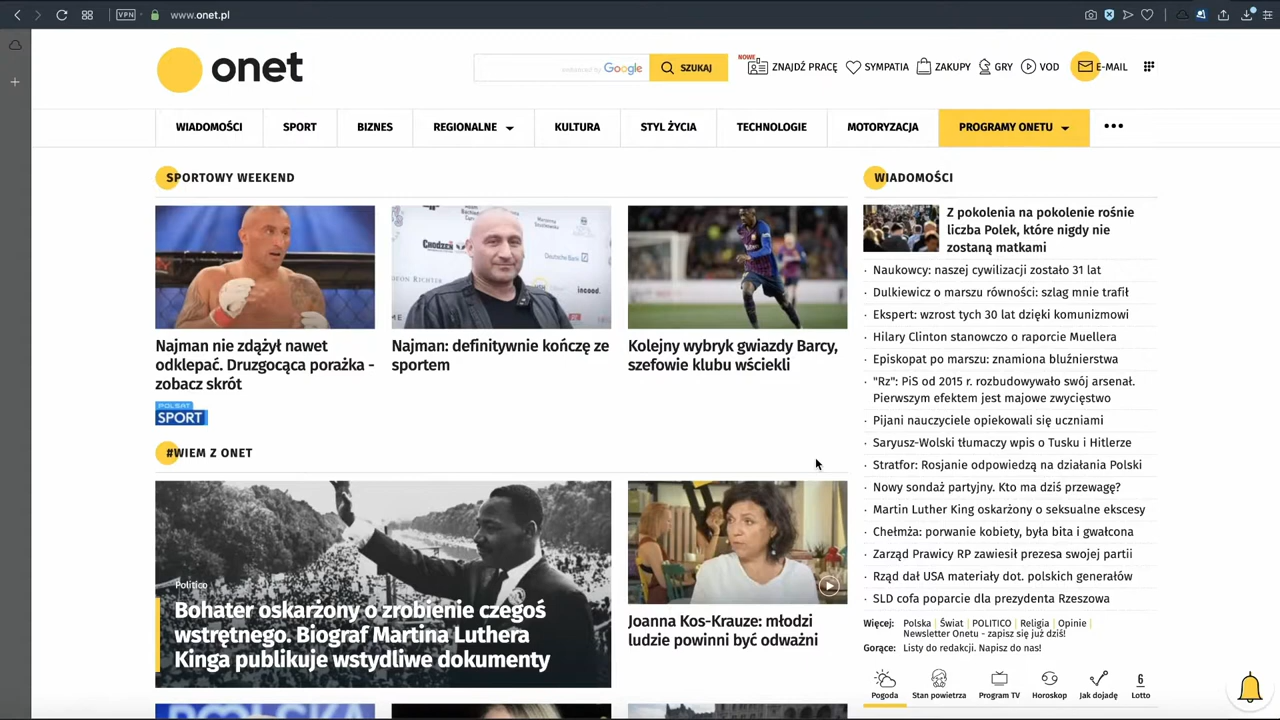 VPN www.onet.pl
onet
Google
SZUKAJ
NOWE
ZNAJDŹ PRACĘ
SYMPATIA
ZAKUPY
GRY
VOD
E-MAIL
WIADOMOŚCI
SPORT
BIZNES
REGIONALNE
KULTURA
STYL ŻYCIA
TECHNOLOGIE
MOTORYZACJA
PROGRAMY ONETU
SPORTOWY WEEKEND
Najman nie zdążył nawet
odklepać. Druzgocąca porażka -
zobacz skrót
POLSAT
SPORT
Deutsche Bank
incood.
Najman: definitywnie kończę ze
sportem
Kolejny wybryk gwiazdy Barcy,
szefowie klubu wściekli
#WIEM Z ONET
Politico
Bohater oskarżony o zrobienie czegoś
wstrętnego. Biograf Martina Luthera
Kinga publikuje wstydliwe dokumenty
Joanna Kos-Krauze: młodzi
ludzie powinni być odważni
WIADOMOŚCI
Z pokolenia na pokolenie rośnie
liczba Polek, które nigdy nie
zostaną matkami
· Naukowcy: naszej cywilizacji zostało 31 lat
· Dulkiewicz o marszu równości: szlag mnie trafił
· Ekspert: wzrost tych 30 lat dzięki komunizmowi
· Hilary Clinton stanowczo o raporcie Muellera
· Episkopat po marszu: znamiona bluźnierstwa
· "Rz": PiS od 2015 r. rozbudowywało swój arsenał.
Pierwszym efektem jest majowe zwycięstwo
· Pijani nauczyciele opiekowali się uczniami
· Saryusz-Wolski tłumaczy wpis o Tusku i Hitlerze
· Stratfor: Rosjanie odpowiedzą na działania Polski
· Nowy sondaż partyjny. Kto ma dziś przewagę?
· Martin Luther King oskarżony o seksualne ekscesy
· Chełmża: porwanie kobiety, była bita i gwałcona
· Zarząd Prawicy RP zawiesił prezesa swojej partii
· Rząd dał USA materiały dot. polskich generałów
· SLD cofa poparcie dla prezydenta Rzeszowa
Więcej: Polska | Świat | POLITICO | Religia | Opinie |
Newsletter Onetu - zapisz się już dziś!
Gorące: Listy do redakcji. Napisz do nas!
Pogoda
Stan powietrza
Program TV
Horoskop
Jak dojadę
6
Lotto